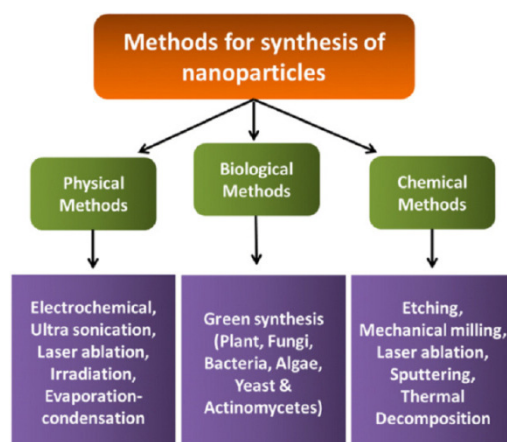 Methods for synthesis of
nanoparticles
Physical
Methods
Biological
Methods
Chemical
Methods
Electrochemical,
Ultra sonication,
Laser ablation,
Irradiation,
Evaporation-
condensation
Green synthesis
(Plant, Fungi,
Bacteria, Algae,
Yeast &
Actinomycetes)
Etching,
Mechanical milling,
Laser ablation,
Sputtering,
Thermal
Decomposition